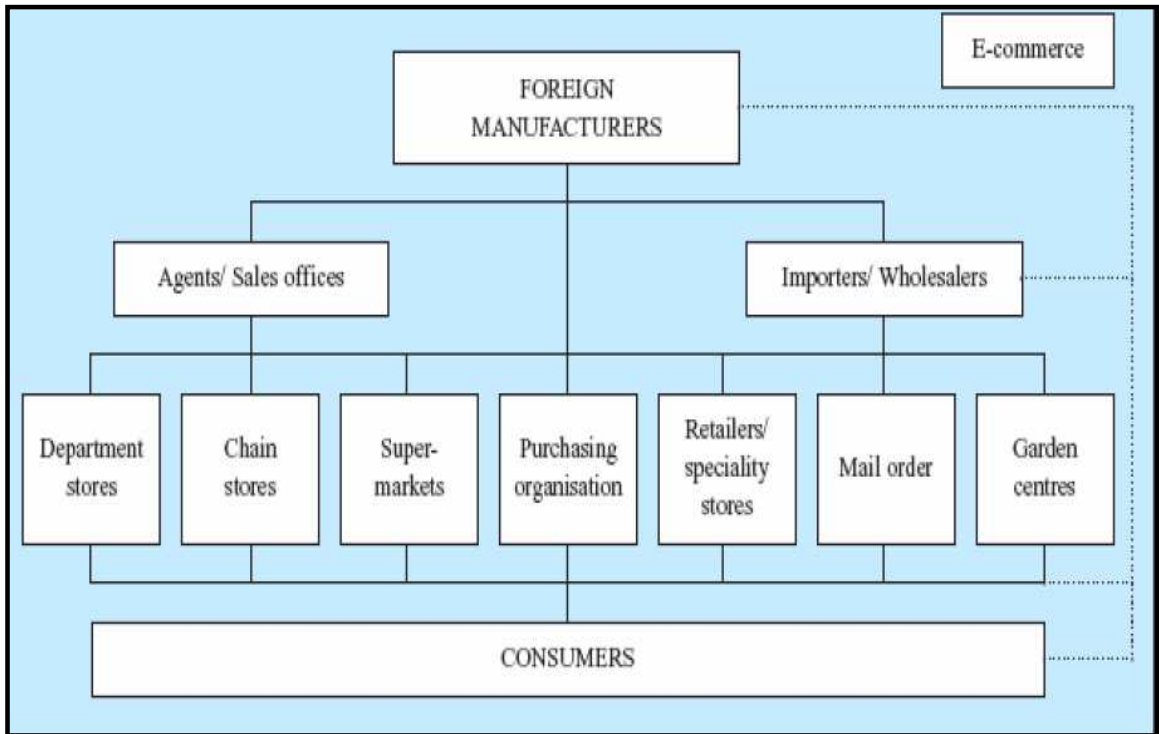 E-commerce
FOREIGN
MANUFACTURERS
Agents/ Sales offices
Importers/ Wholesalers
Department
stores
Chain
stores
Super-
markets
Purchasing
organisation
Retailers/
speciality
stores
Mail order
Garden
centres
CONSUMERS